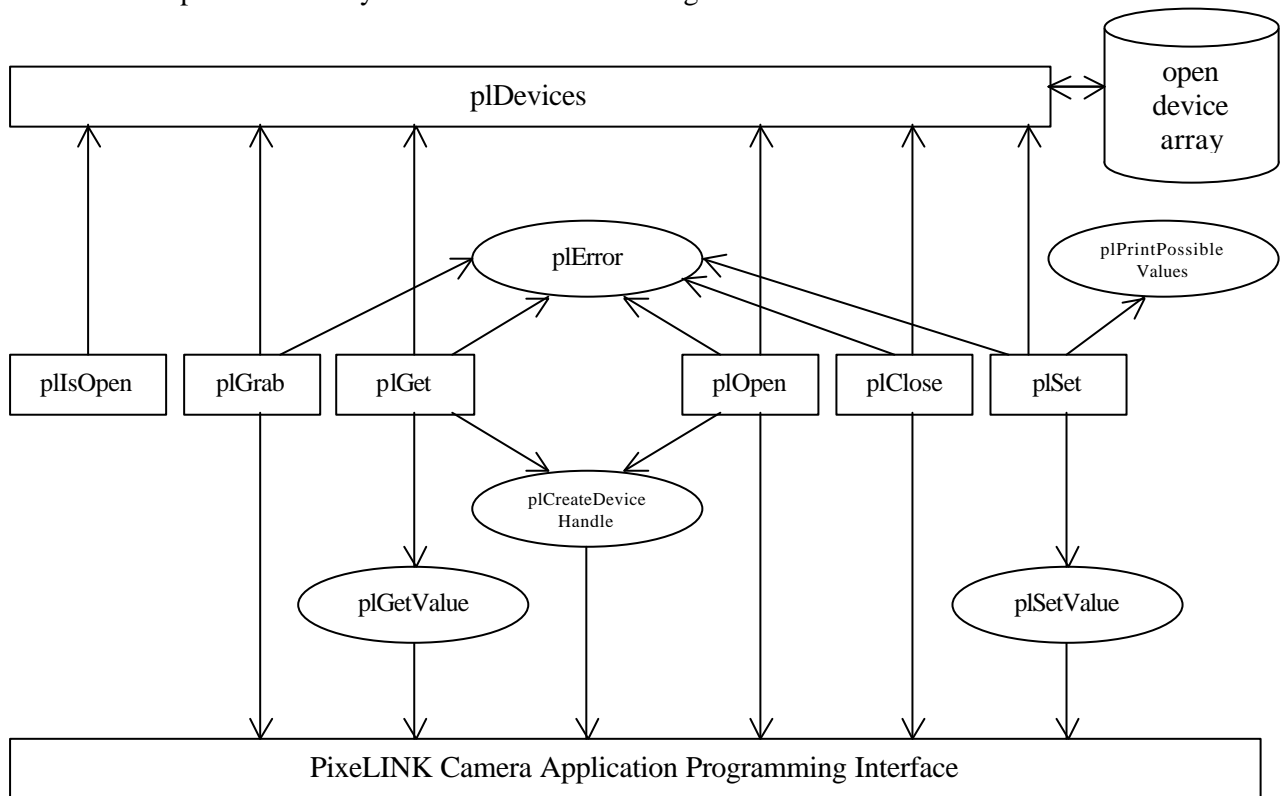 plDevices
open
device
array
plError
plPrintPossible
Values
plIsOpen
plGrab
plGet
plOpen
plClose
plSet
plCreateDevice
Handle
plGetValue
plSetValue
PixeLINK Camera Application Programming Interface